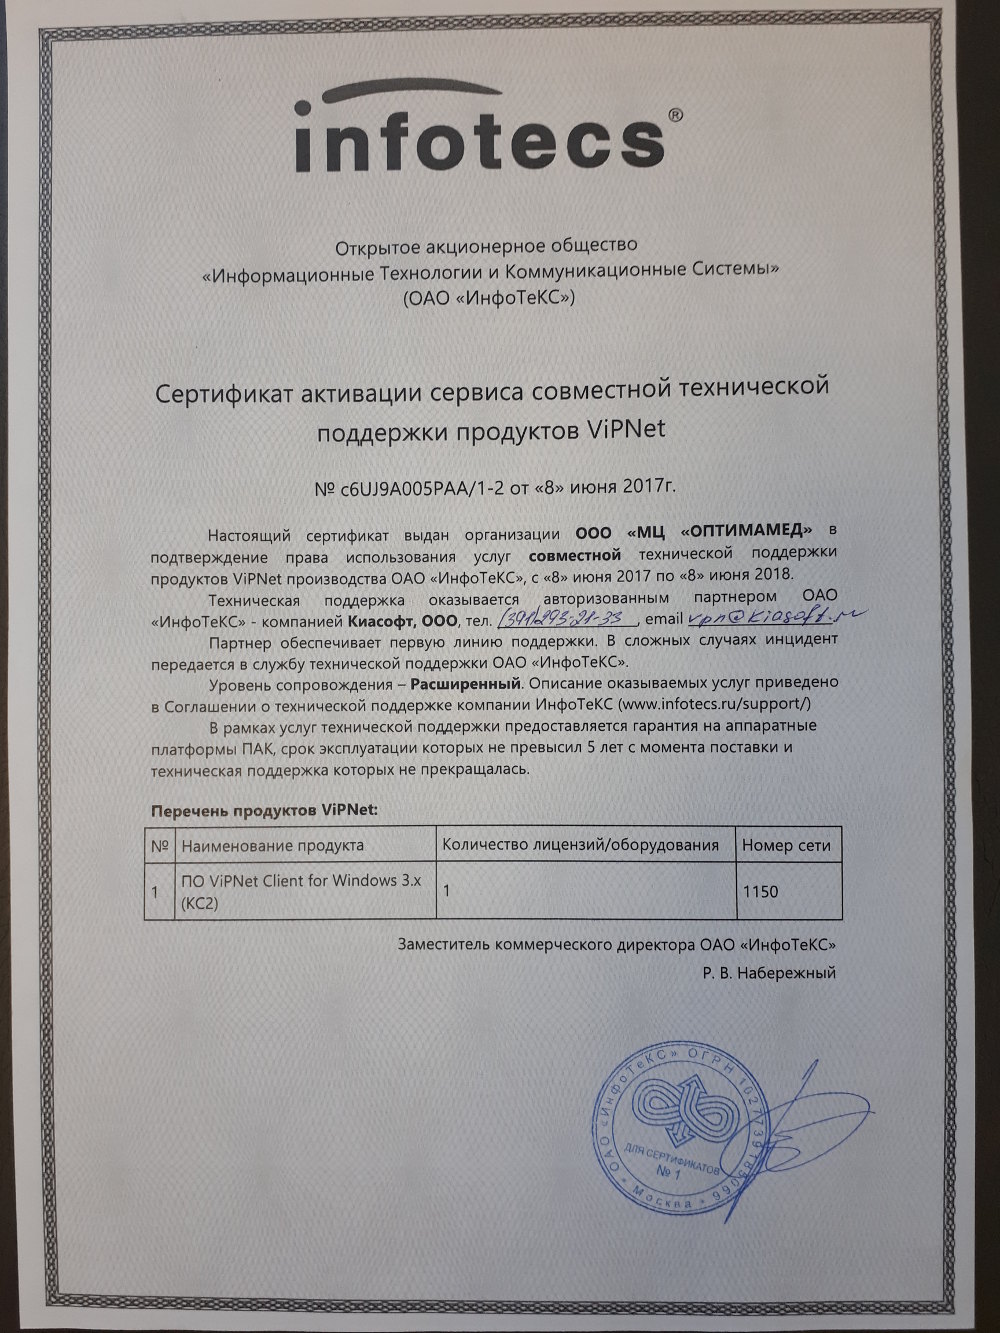 infotecs®
Открытое акционерное общество
«Информационные Технологии и Коммуникационные Системы»
(ОАО «ИнфоТеКС»)
Сертификат активации сервиса совместной технической
поддержки продуктов ViPNet
№ c6UJ9A005PAA/1-2 от «8» июня 2017г.
Настоящий сертификат выдан организации ООО «МЦ «ОПТИМАМЕД» в
подтверждение права использования услуг совместной технической поддержки
продуктов ViPNet производства ОАО «ИнфоТеКС», с «8» июня 2017 по «8» июня 2018.
Техническая поддержка оказывается авторизованным партнером ОАО
«ИнфоТеКС» - компанией Киасофт, ООО, тел. (391)293-21-33, email vpn@kiasoft.ru
Партнер обеспечивает первую линию поддержки. В сложных случаях инцидент
передается в службу технической поддержки ОАО «ИнфоТеКС».
Уровень сопровождения – Расширенный. Описание оказываемых услуг приведено
в Соглашении о технической поддержке компании ИнфоТеКС (www.infotecs.ru/support/)
В рамках услуг технической поддержки предоставляется гарантия на аппаратные
платформы ПАК, срок эксплуатации которых не превысил 5 лет с момента поставки и
техническая поддержка которых не прекращалась.
Перечень продуктов ViPNet:
№ Наименование продукта Количество лицензий/оборудования Номер сети
1 ПО ViPNet Client for Windows 3.x (КС2) 1 1150
Заместитель коммерческого директора ОАО «ИнфоТеКС»
Р. В. Набережный
ОАО «ИнфоТеКС» ОГРН 1027739185066
Москва
ДЛЯ СЕРТИФИКАТОВ
№ 1